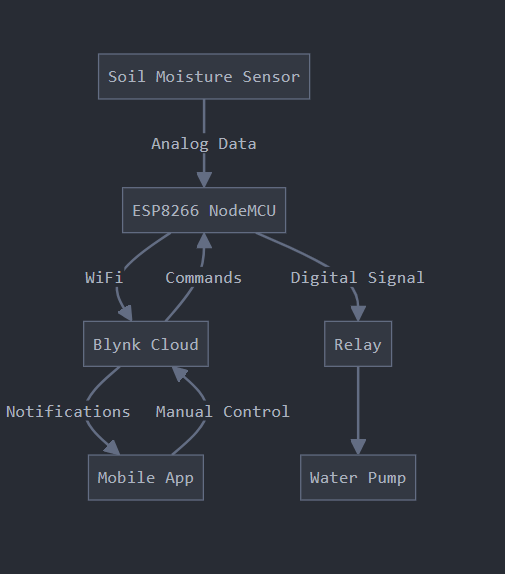 Soil Moisture Sensor
Analog Data
ESP8266 NodeMCU
WiFi
Commands
Digital Signal
Blynk Cloud
Relay
Notifications
Manual Control
Mobile App
Water Pump